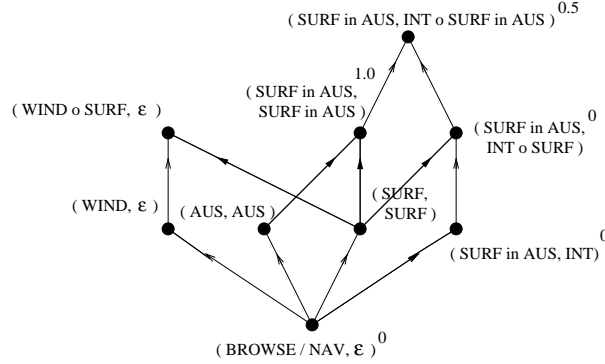 ( SURF in AUS, INT o SURF in AUS ) 0.5
1.0
( SURF in AUS,
SURF in AUS )
( WIND o SURF, ε )
0
( SURF in AUS,
INT o SURF )
( WIND, ε )
( AUS, AUS )
( SURF,
SURF )
0
( SURF in AUS, INT)
( BROWSE / NAV, ε ) 0